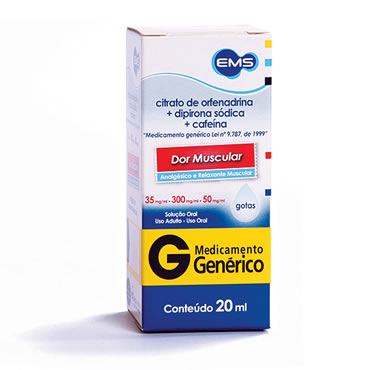 EMS
citrato de orfenadrina
+ dipirona sódica
+ cafeína
"Medicamento genérico Lei nº 9.787, de 1999"
Dor Muscular
Analgésico e Relaxante Muscular
35 mg/ml + 300 mg/ml + 50 mg/ml
gotas
Solução Oral
Uso Adulto - Uso Oral
G Medicamento
Genérico
Conteúdo 20 ml